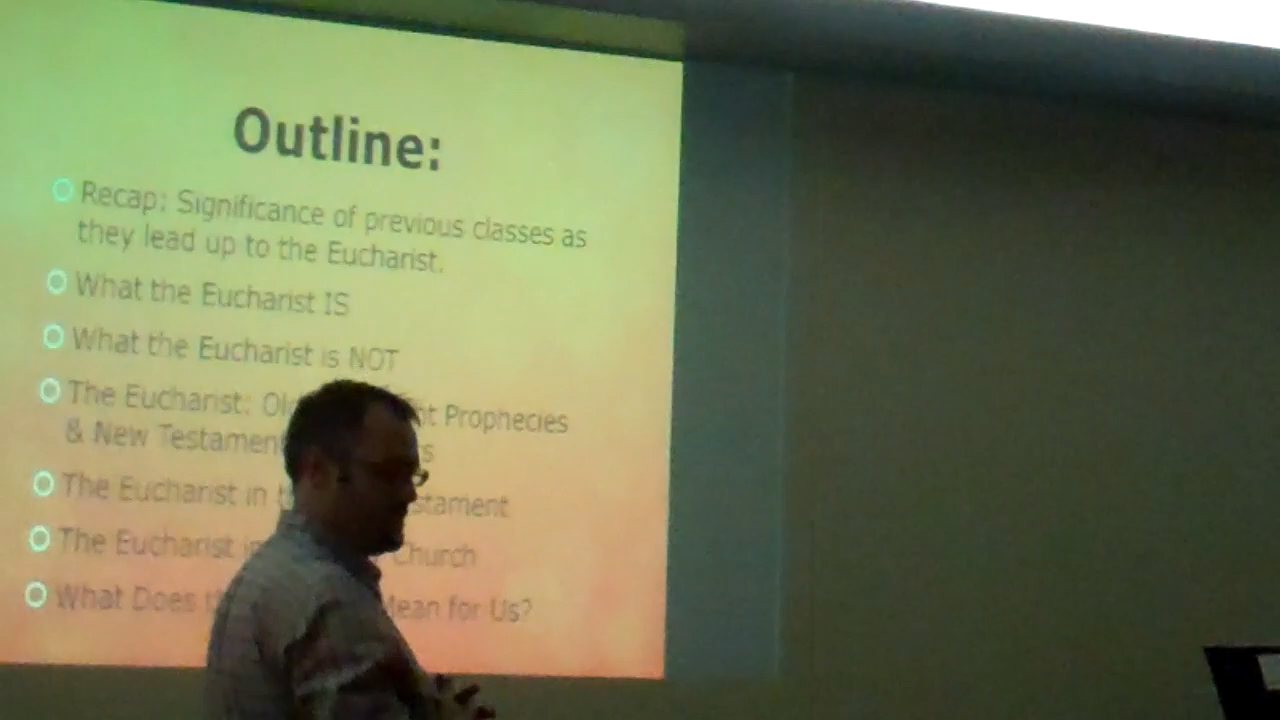 Outline:
Recap: Significance of previous classes as
they lead up to the Eucharist.
What the Eucharist IS
What the Eucharist is NOT
The Eucharist: Prophecies
& New Testament
The Eucharist in
The Eucharist Church
What Does Mean for Us?